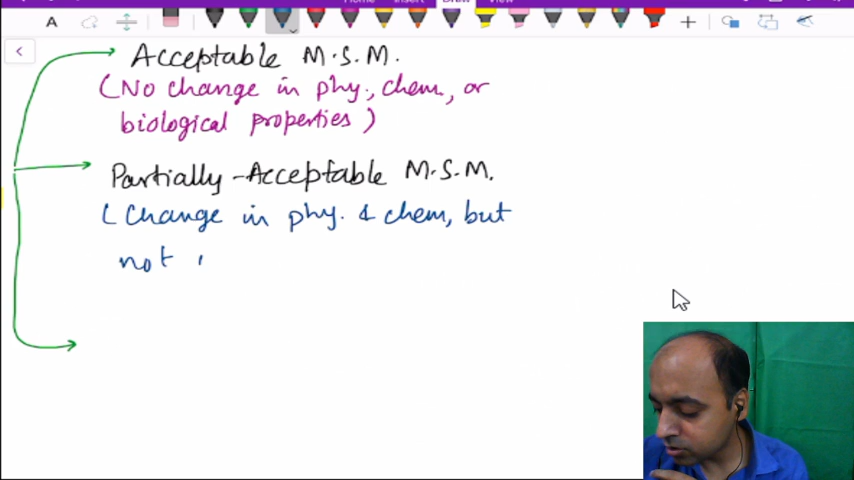 Acceptable M.S.M.
(No change in phy., chem., or
biological properties)
Partially-Acceptable M.S.M.
(Change in phy. & chem, but
not